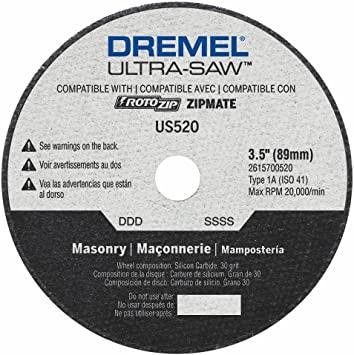 DREMEL
ULTRA-SAW™
COMPATIBLE WITH | COMPATIBLE AVEC | COMPATIBLE CON
ROTOZIP ZIPMATE
US520
See warnings on the back.
Voir avertissements au dos
Vea las advertencias que están
al dorso
3.5" (89mm)
2615700520
Type 1A (ISO 41)
Max RPM 20,000/min
DDD SSSS
Masonry | Maçonnerie | Mampostería
Wheel composition: Silicon Carbide, 30 grit
Composition de la disque: Carbure de silicium, Grain de 30
Composición de disco: Carburo de silicio, Grano 30
Do not use after
No usar después de:
Ne pas utiliser après: